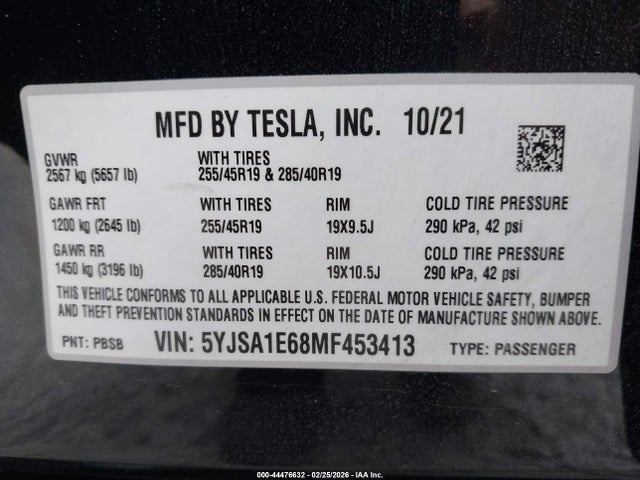 MFD BY TESLA, INC. 10/21
GVWR WITH TIRES
2567 kg (5657 lb) 255/45R19 & 285/40R19
GAWR FRT WITH TIRES RIM COLD TIRE PRESSURE
1200 kg (2645 lb) 255/45R19 19X9.5J 290 kPa, 42 psi
GAWR RR WITH TIRES RIM COLD TIRE PRESSURE
1450 kg (3196 lb) 285/40R19 19X10.5J 290 kPa, 42 psi
THIS VEHICLE CONFORMS TO ALL APPLICABLE U.S. FEDERAL MOTOR VEHICLE SAFETY, BUMPER
AND THEFT PREVENTION STANDARDS IN EFFECT ON THE DATE OF MANUFACTURE SHOWN ABOVE.
PNT: PBSB VIN: 5YJSA1E68MF453413 TYPE: PASSENGER
000-44476632 - 02/25/2026 - IAA Inc.